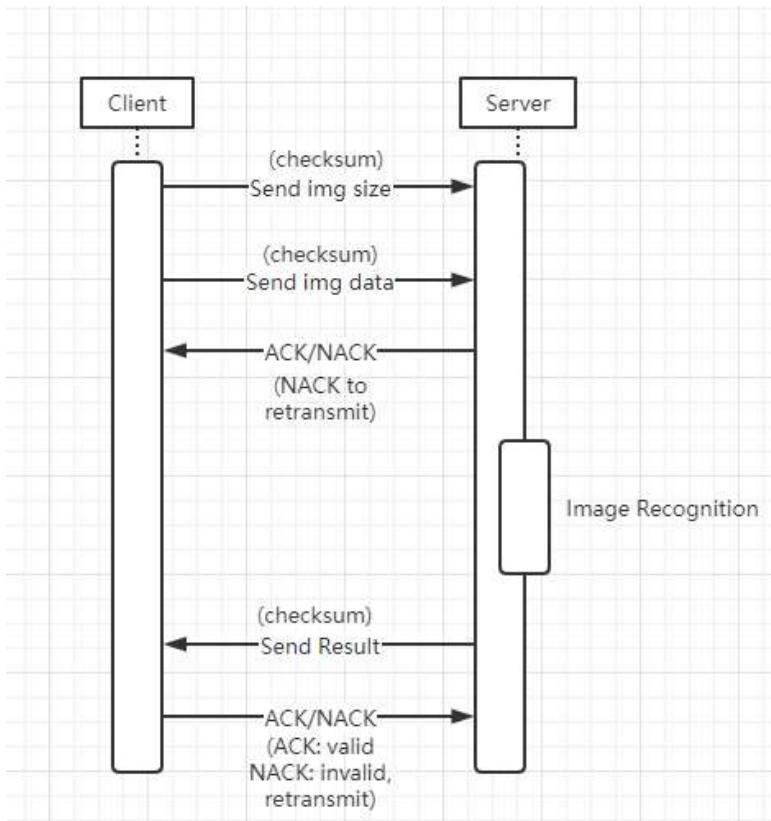 Client
Server
(checksum)
Send img size
(checksum)
Send img data
ACK/NACK
(NACK to
retransmit)
Image Recognition
(checksum)
Send Result
ACK/NACK
(ACK: valid
NACK: invalid,
retransmit)